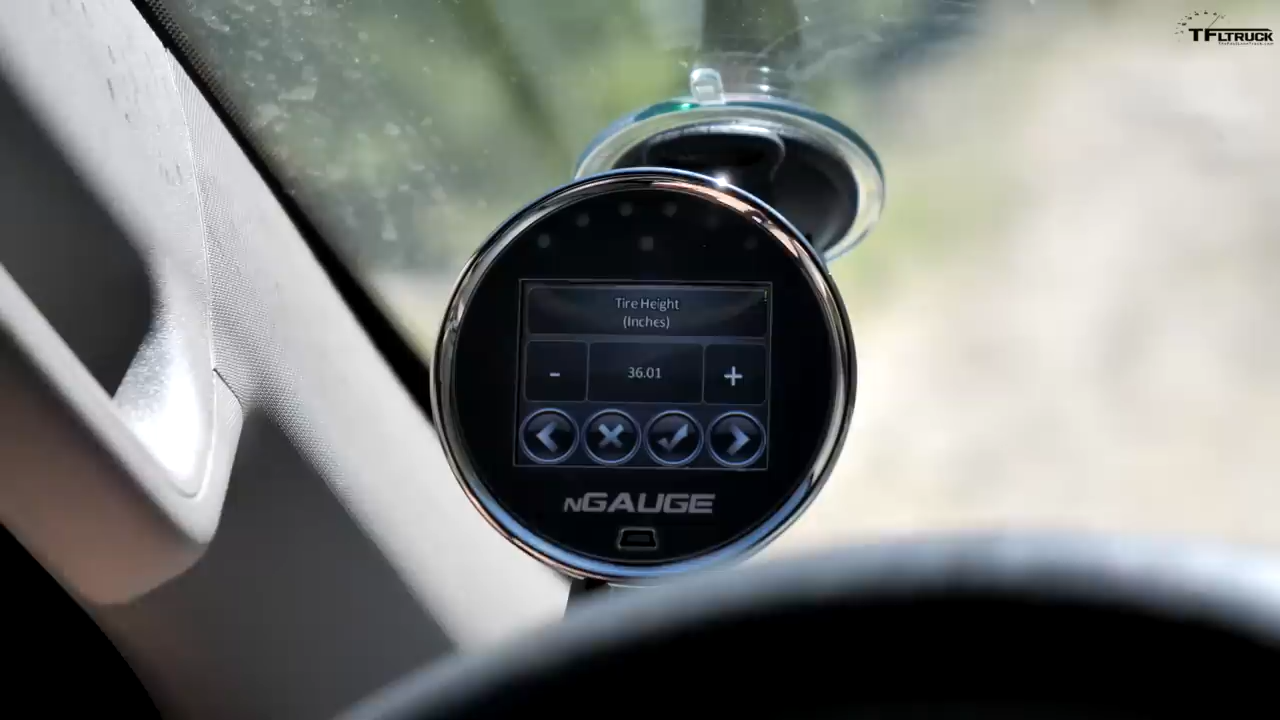 TFLTRUCK
Tire Height
(Inches)
- 36.01 +
nGAUGE